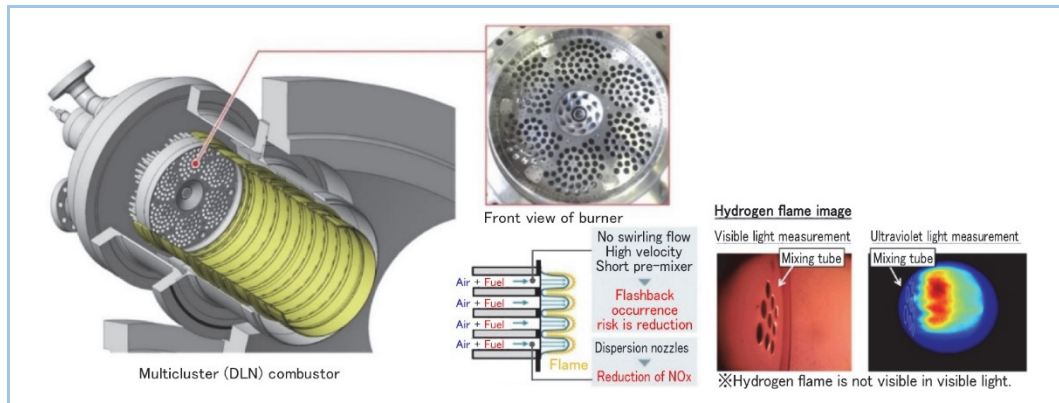 Multicluster (DLN) combustor
Front view of burner
Air + Fuel
Air + Fuel
Air + Fuel
Air + Fuel
Flame
No swirling flow
High velocity
Short pre-mixer
Flashback
occurrence
risk is reduction
Dispersion nozzles
Reduction of NOx
Hydrogen flame image
Visible light measurement
Mixing tube
Ultraviolet light measurement
Mixing tube
※Hydrogen flame is not visible in visible light.